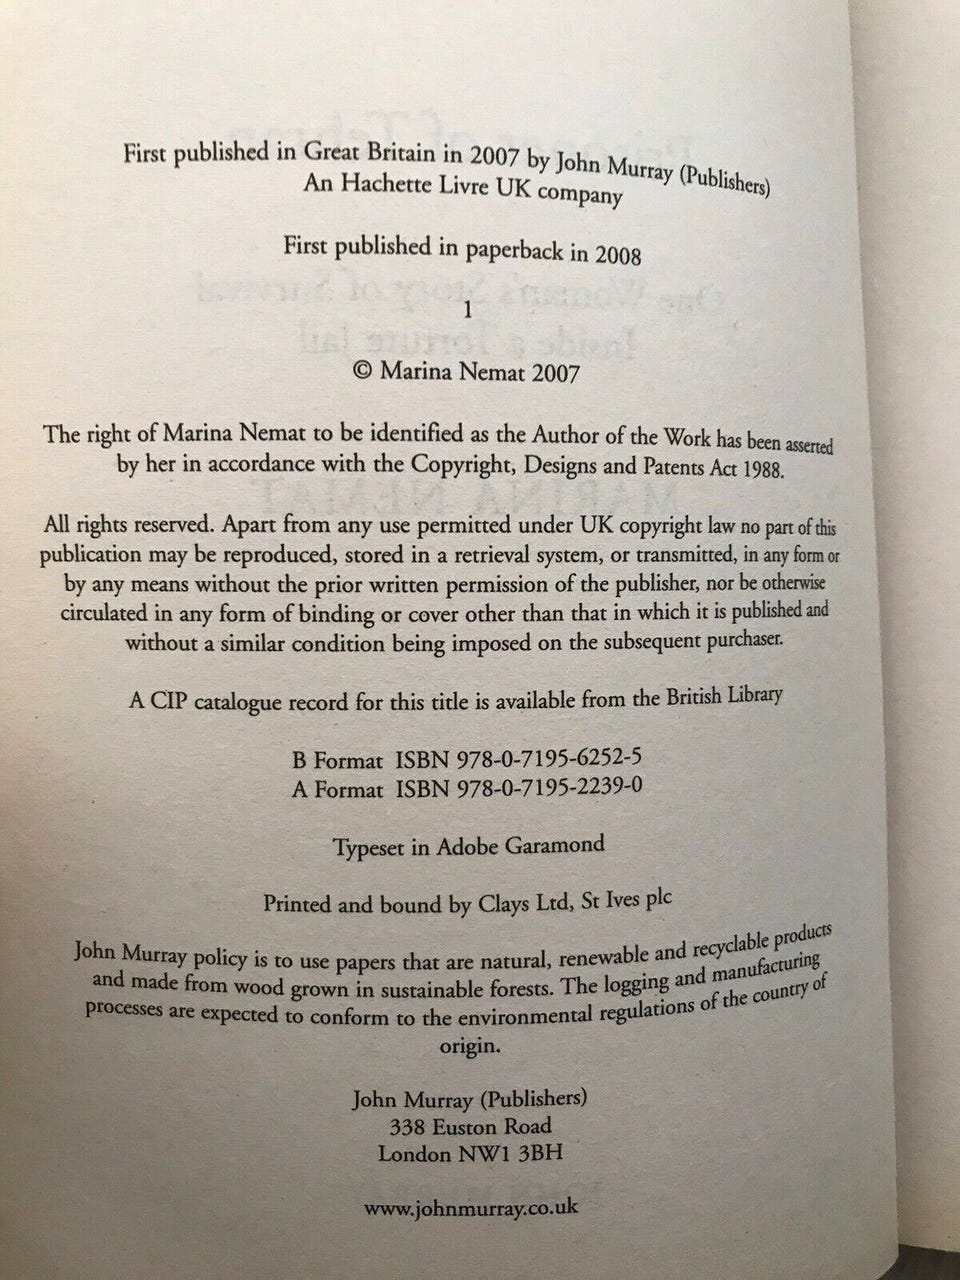 First published in Great Britain in 2007 by John Murray (Publishers)
An Hachette Livre UK company
First published in paperback in 2008
1
© Marina Nemat 2007
The right of Marina Nemat to be identified as the Author of the Work has been asserted
by her in accordance with the Copyright, Designs and Patents Act 1988.
All rights reserved. Apart from any use permitted under UK copyright law no part of this
publication may be reproduced, stored in a retrieval system, or transmitted, in any form or
by any means without the prior written permission of the publisher, nor be otherwise
circulated in any form of binding or cover other than that in which it is published and
without a similar condition being imposed on the subsequent purchaser.
A CIP catalogue record for this title is available from the British Library
B Format ISBN 978-0-7195-6252-5
A Format ISBN 978-0-7195-2239-0
Typeset in Adobe Garamond
Printed and bound by Clays Ltd, St Ives plc
John Murray policy is to use papers that are natural, renewable and recyclable products
and made from wood grown in sustainable forests. The logging and manufacturing
processes are expected to conform to the environmental regulations of the country of
origin.
John Murray (Publishers)
338 Euston Road
London NW1 3BH
www.johnmurray.co.uk